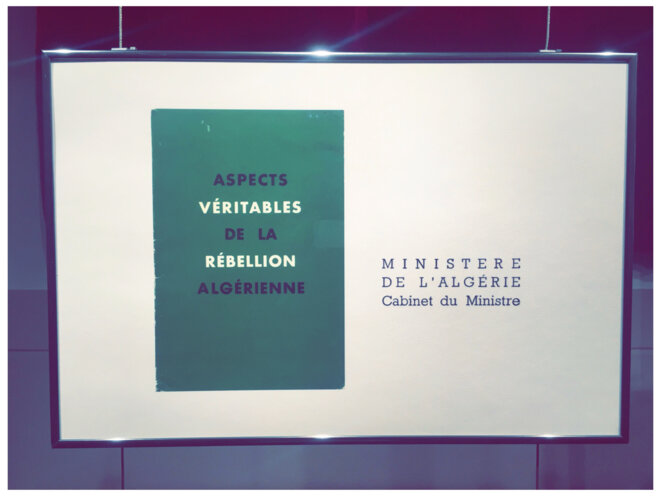 ASPECTS
VÉRITABLES
DE LA
RÉBELLION
ALGÉRIENNE
MINISTERE
DE L'ALGÉRIE
Cabinet du Ministre